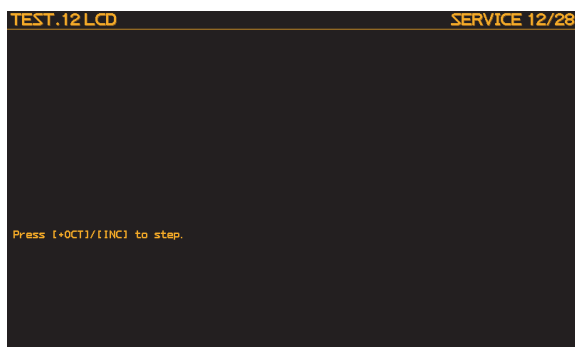 TEST.12 LCD SERVICE 12/28
Press [+OCT]/[INC] to step.